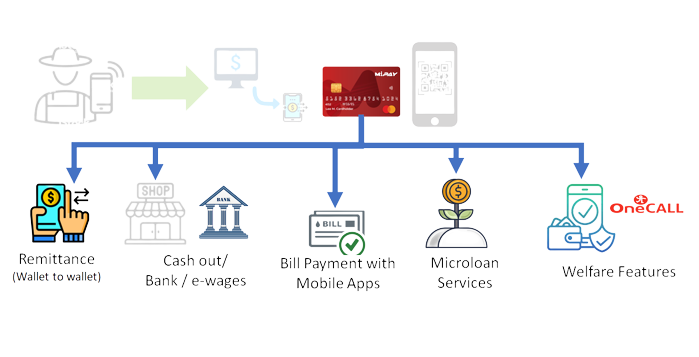 $
$
MiPAY
SHOP
BANK
$
BILL
$
OneCALL
Remittance
(Wallet to wallet)
Cash out/
Bank / e-wages
Bill Payment with
Mobile Apps
Microloan
Services
Welfare Features